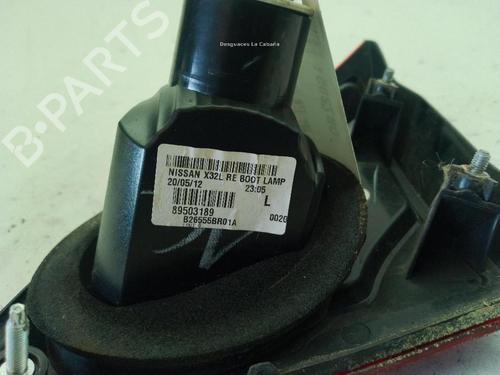 Desguaces La Cabaña
B-PARTS
NISSAN X32L RE BOOT LAMP
20/05/12 23:05
L
89503189 0020
B26555BR01A